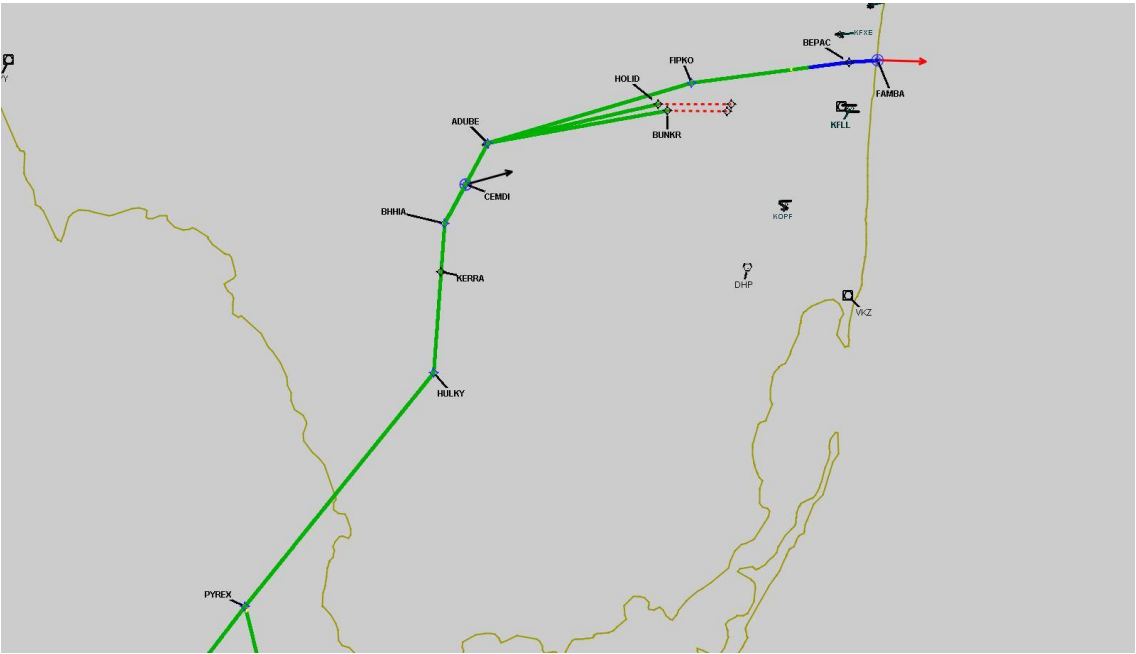 KFXE
BEPAC
FIPKO
HOLID
FAMBA
KFLL
ADUBE
BUNKR
CEMDI
BHHIA
KOPF
KERRA
DHP
VKZ
HULKY
PYREX